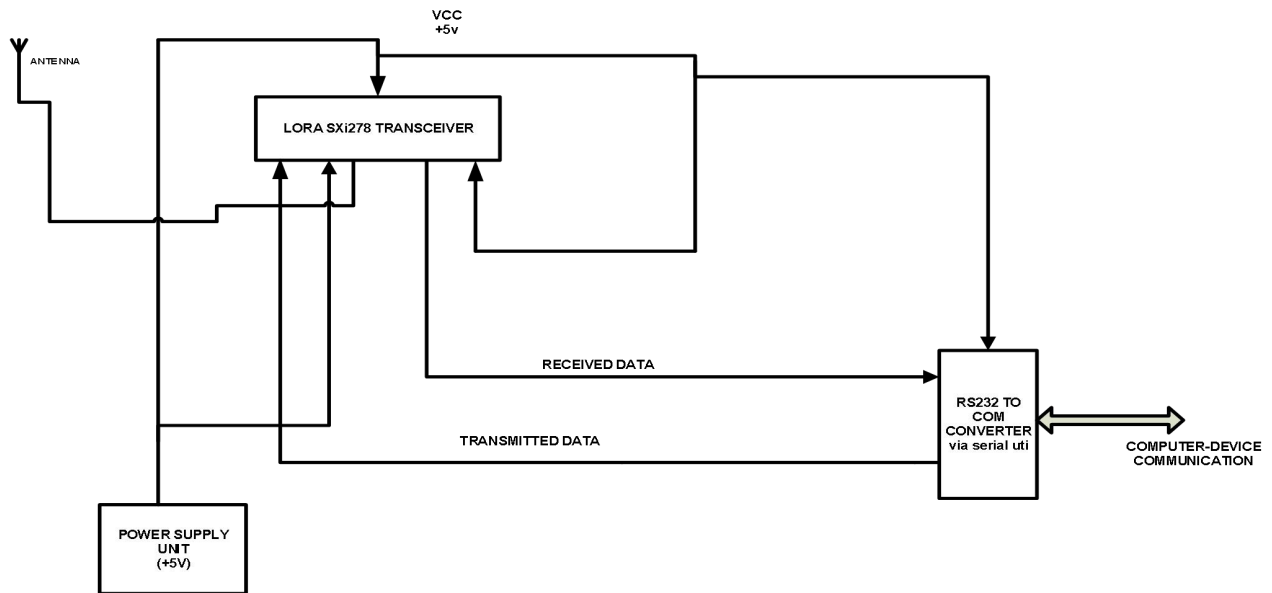 VCC
+5v
ANTENNA
LORA SXi278 TRANSCEIVER
RECEIVED DATA
TRANSMITTED DATA
RS232 TO
COM
CONVERTER
via serial uti
COMPUTER-DEVICE
COMMUNICATION
POWER SUPPLY
UNIT
(+5V)